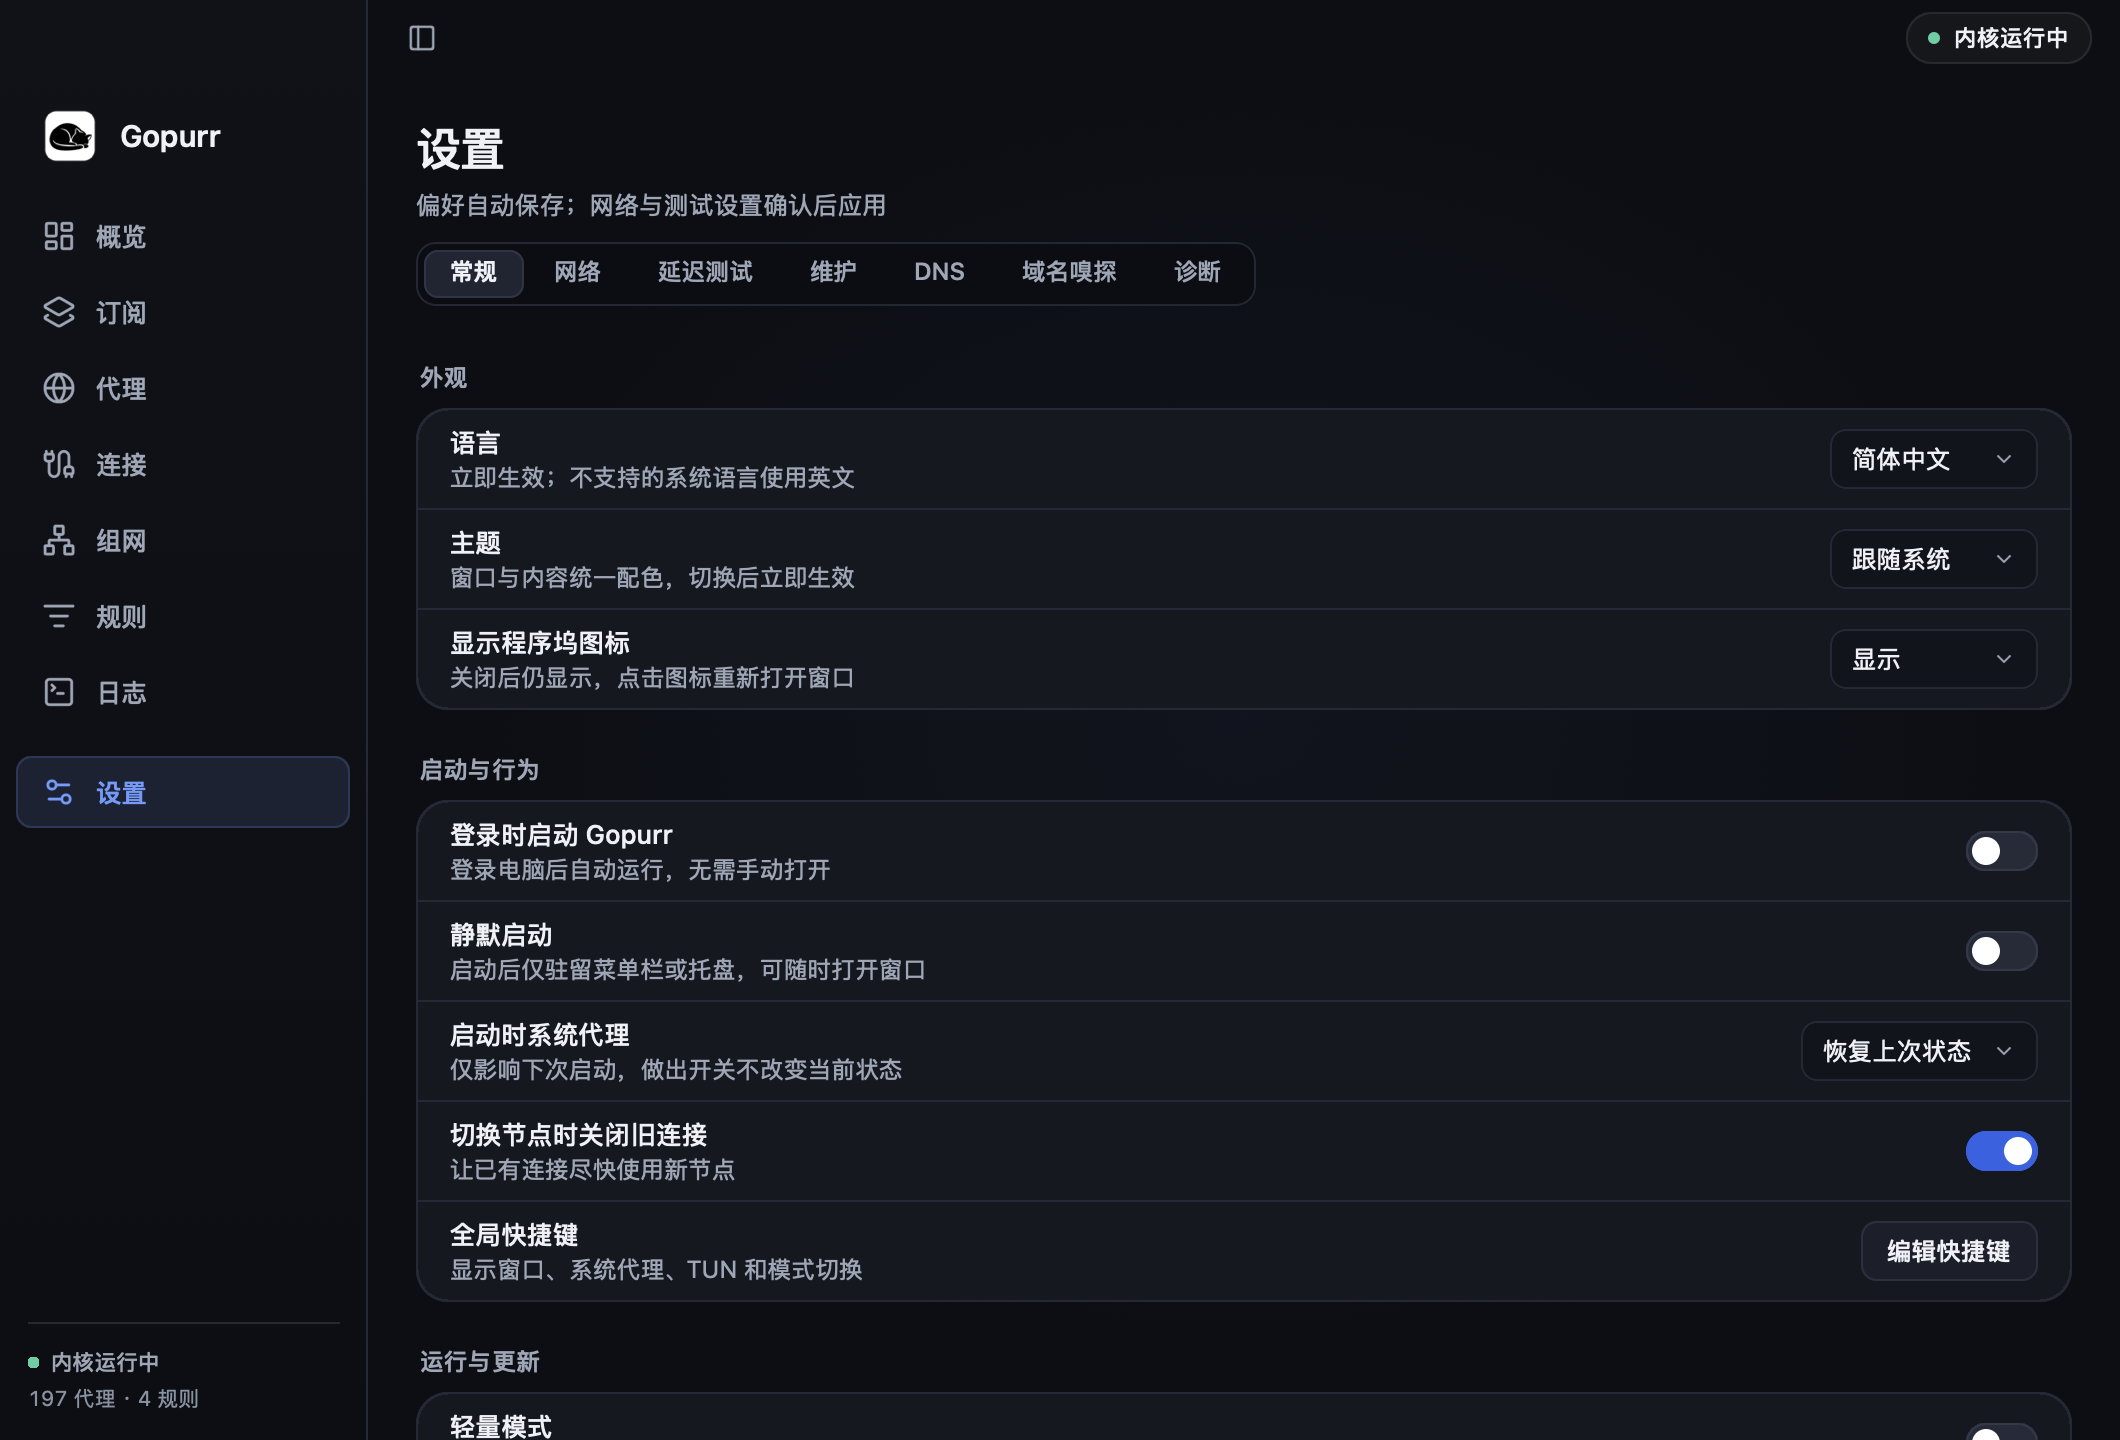 内核运行中
Gopurr
概览
订阅
代理
连接
组网
规则
日志
设置
内核运行中
197 代理 · 4 规则
设置
偏好自动保存；网络与测试设置确认后应用
常规 网络 延迟测试 维护 DNS 域名嗅探 诊断
外观
语言
立即生效；不支持的系统语言使用英文
简体中文
主题
窗口与内容统一配色，切换后立即生效
跟随系统
显示程序坞图标
关闭后仍显示，点击图标重新打开窗口
显示
启动与行为
登录时启动 Gopurr
登录电脑后自动运行，无需手动打开
静默启动
启动后仅驻留菜单栏或托盘，可随时打开窗口
启动时系统代理
仅影响下次启动，做出开关不改变当前状态
恢复上次状态
切换节点时关闭旧连接
让已有连接尽快使用新节点
全局快捷键
显示窗口、系统代理、TUN 和模式切换
编辑快捷键
运行与更新
轻量模式